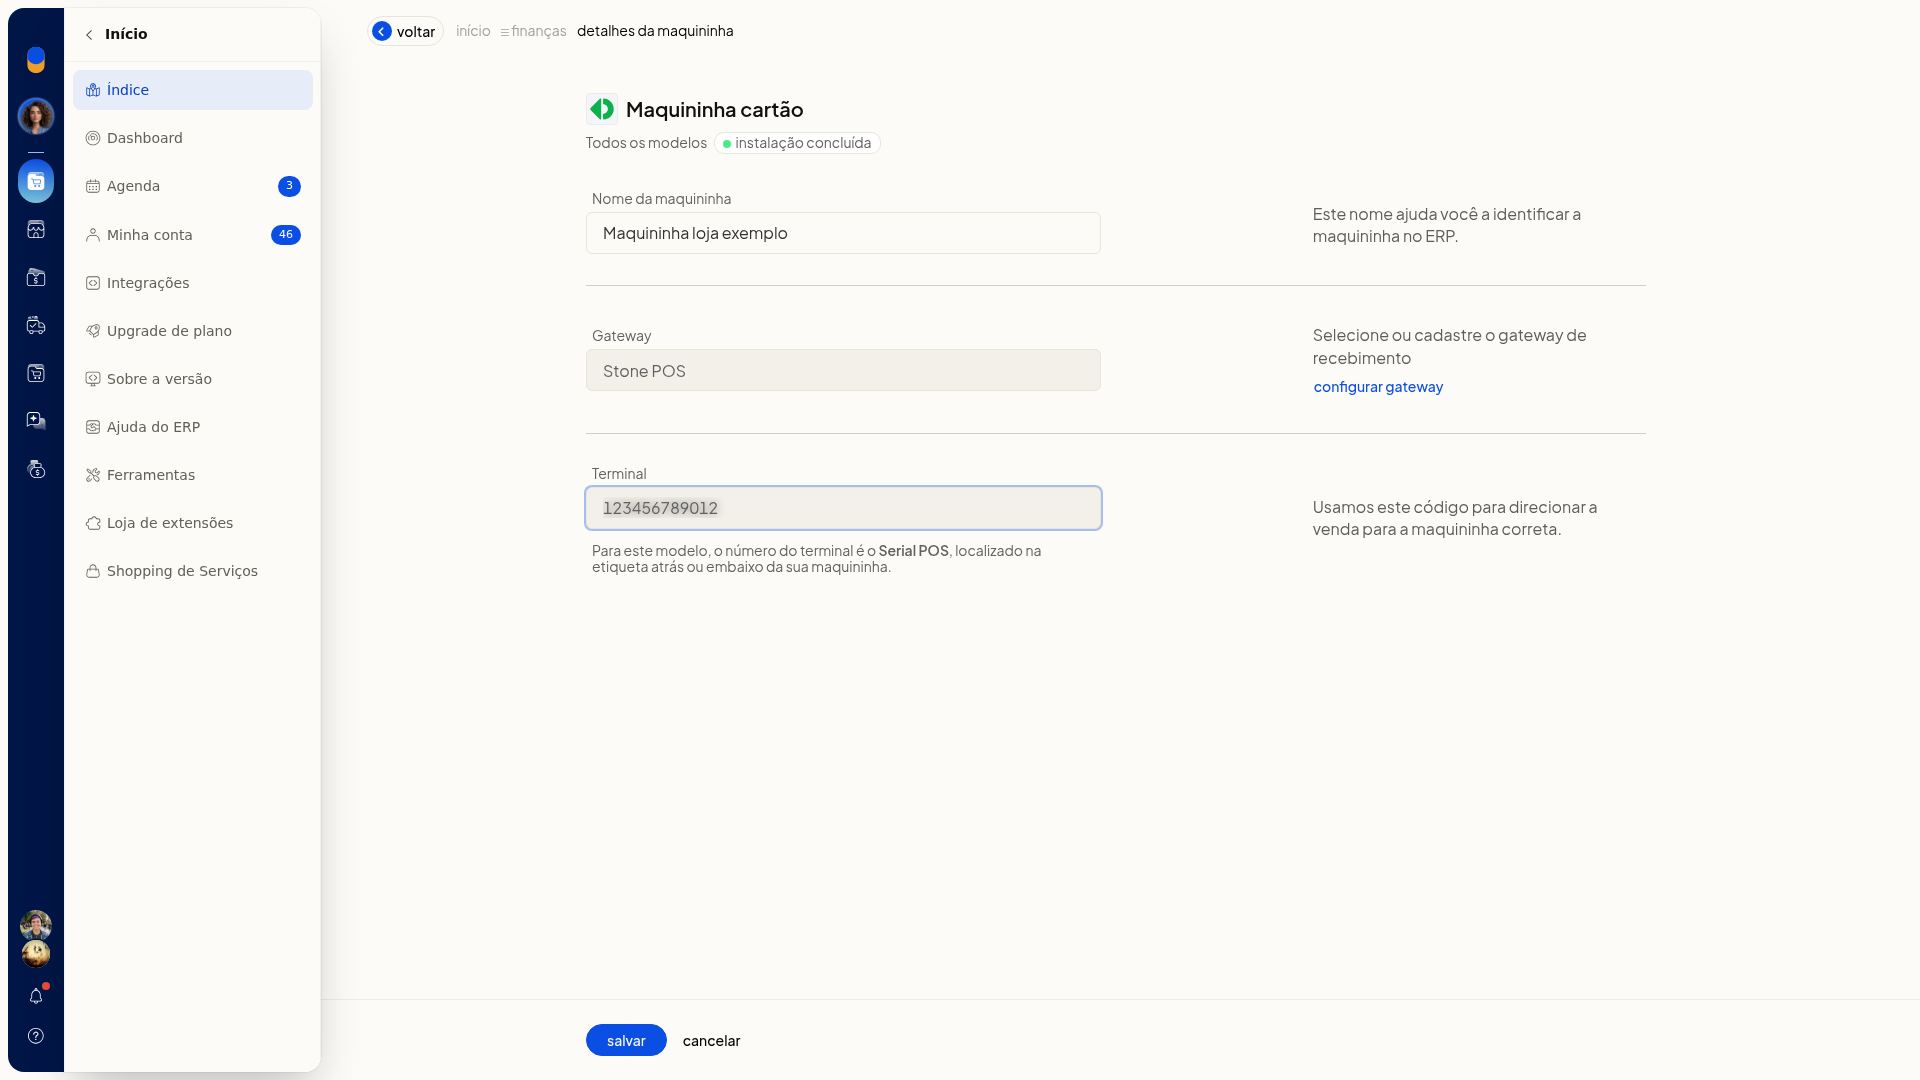 Início
Índice
Dashboard
Agenda
3
Minha conta
46
Integrações
Upgrade de plano
Sobre a versão
Ajuda do ERP
Ferramentas
Loja de extensões
Shopping de Serviços
voltar início finanças detalhes da maquininha
Maquininha cartão
Todos os modelos instalação concluída
Nome da maquininha
Maquininha loja exemplo
Este nome ajuda você a identificar a
maquininha no ERP.
Gateway
Stone POS
Selecione ou cadastre o gateway de
recebimento
configurar gateway
Terminal
123456789012
Para este modelo, o número do terminal é o Serial POS, localizado na
etiqueta atrás ou embaixo da sua maquininha.
Usamos este código para direcionar a
venda para a maquininha correta.
salvar cancelar